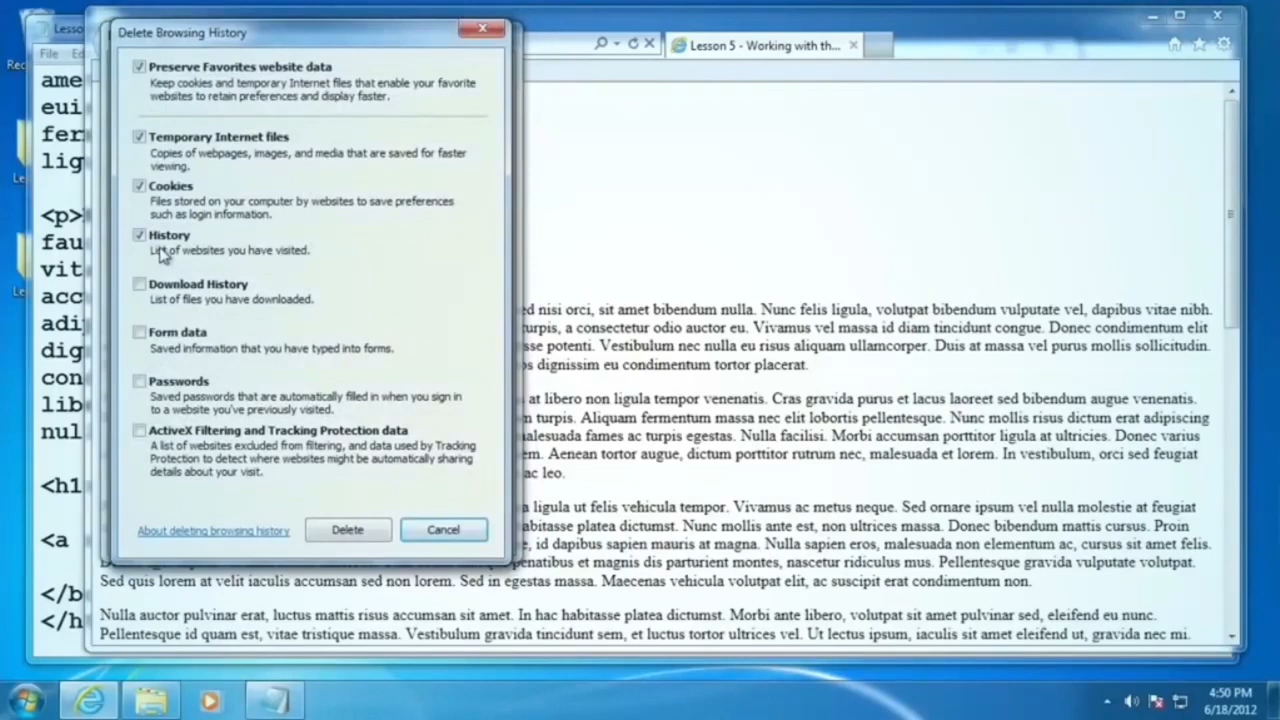 Lesso
Delete Browsing History
Lesson 5 - Working with th...
File Ed
Preserve Favorites website data
Keep cookies and temporary Internet files that enable your favorite
websites to retain preferences and display faster.
Temporary Internet files
Copies of webpages, images, and media that are saved for faster
viewing.
Cookies
Files stored on your computer by websites to save preferences
such as login information.
History
List of websites you have visited.
Download History
List of files you have downloaded.
Form data
Saved information that you have typed into forms.
Passwords
Saved passwords that are automatically filled in when you sign in
to a website you've previously visited.
ActiveX Filtering and Tracking Protection data
A list of websites excluded from filtering, and data used by Tracking
Protection to detect where websites might be automatically sharing
details about your visit.
About deleting browsing history
Delete
Cancel
Rec
Le
Le
ame
eui
fer
lig
<p>
fau
vit
acc
adi
dig
con
lib
nul
<h1
<a
</b
</h
ed nisi orci, sit amet bibendum nulla. Nunc felis ligula, volutpat bibendum vulputate vel, dapibus vitae nibh.
turpis, a consectetur odio auctor eu. Vivamus vel massa id diam tincidunt congue. Donec condimentum elit
sse potenti. Vestibulum nec nulla eu risus aliquam ullamcorper. Duis at massa vel purus mollis sollicitudin.
os dignissim eu condimentum tortor placerat.
at libero non ligula tempor venenatis. Cras gravida purus et lacus laoreet sed bibendum augue venenatis.
n turpis. Aliquam fermentum massa nec elit lobortis pellentesque. Nunc mollis risus dictum erat adipiscing
alesuada fames ac turpis egestas. Nulla facilisi. Morbi accumsan porttitor ligula at ultricies. Donec varius
em. Aenean tortor augue, dictum porttitor rutrum nec, malesuada et lorem. In vestibulum, orci sed feugiat
ac leo.
a ligula ut felis vehicula tempor. Vivamus ac metus neque. Sed ornare ipsum vel nulla molestie at feugiat
abitasse platea dictumst. Nunc mollis ante est, non ultrices massa. Donec bibendum mattis cursus. Proin
e, id dapibus sapien mauris at magna. Nulla sapien eros, malesuada non elementum ac, cursus sit amet felis.
penatibus et magnis dis parturient montes, nascetur ridiculus mus. Pellentesque gravida vulputate volutpat.
Sed quis lorem at velit iaculis accumsan sed non lorem. Sed in egestas massa. Maecenas vehicula volutpat elit, ac suscipit erat condimentum non.
Nulla auctor pulvinar erat, luctus mattis risus accumsan sit amet. In hac habitasse platea dictumst. Morbi ante libero, volutpat sit amet pulvinar sed, eleifend eu nunc.
Pellentesque id quam est, vitae tristique massa. Vestibulum gravida tincidunt sem, et luctus tortor ultrices vel. Ut lectus ipsum, iaculis sit amet eleifend ut, gravida nec mi.
4:50 PM
6/18/2012